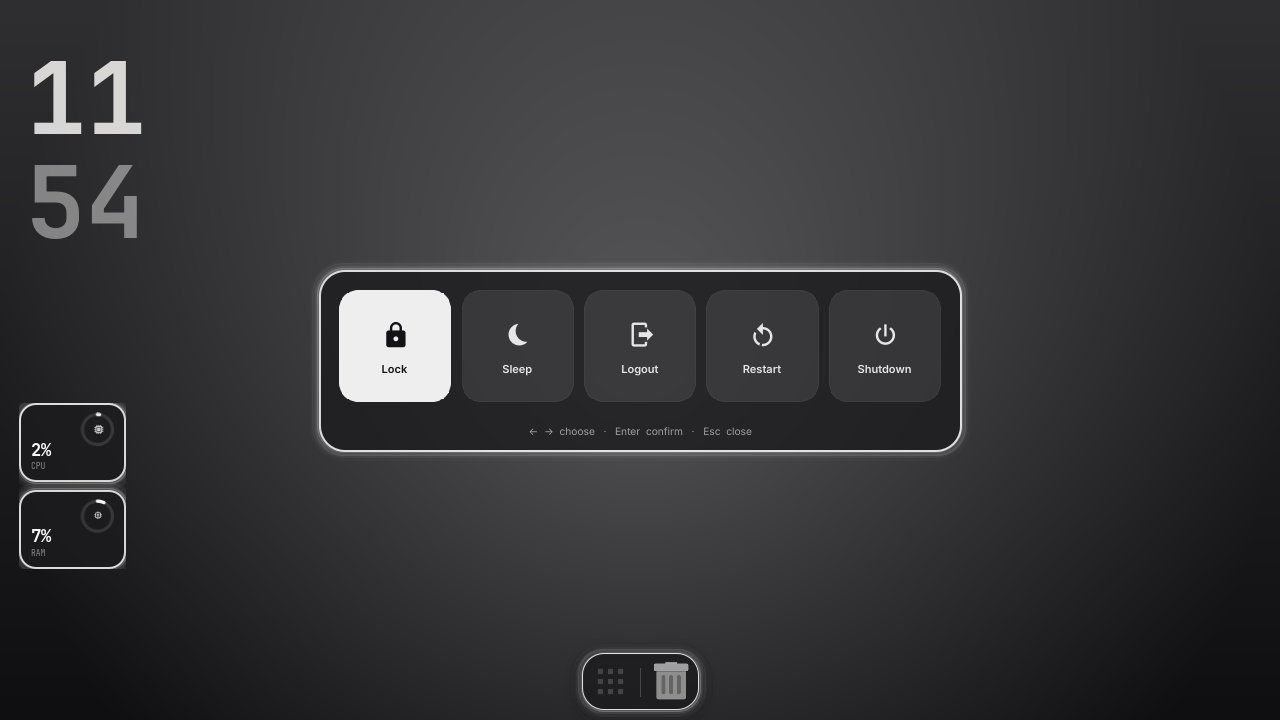 11
54
Lock
Sleep
Logout
Restart
Shutdown
← → choose · Enter confirm · Esc close
2%
CPU
7%
RAM